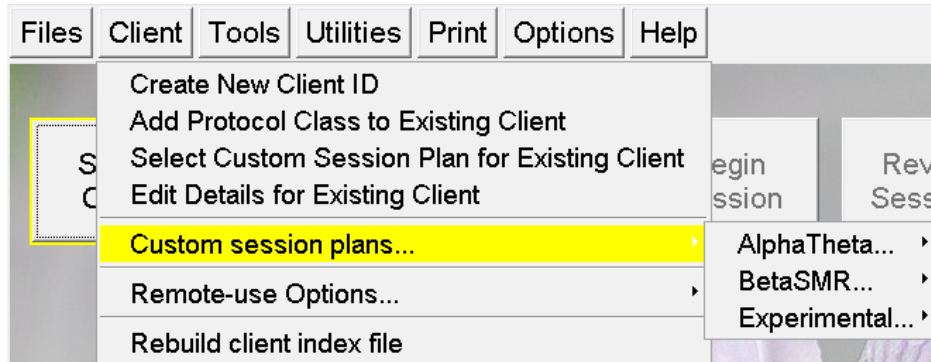 Files Client Tools Utilities Print Options Help
Create New Client ID
Add Protocol Class to Existing Client
Select Custom Session Plan for Existing Client
Edit Details for Existing Client
Custom session plans...
AlphaTheta...
BetaSMR...
Experimental...
Remote-use Options...
Rebuild client index file